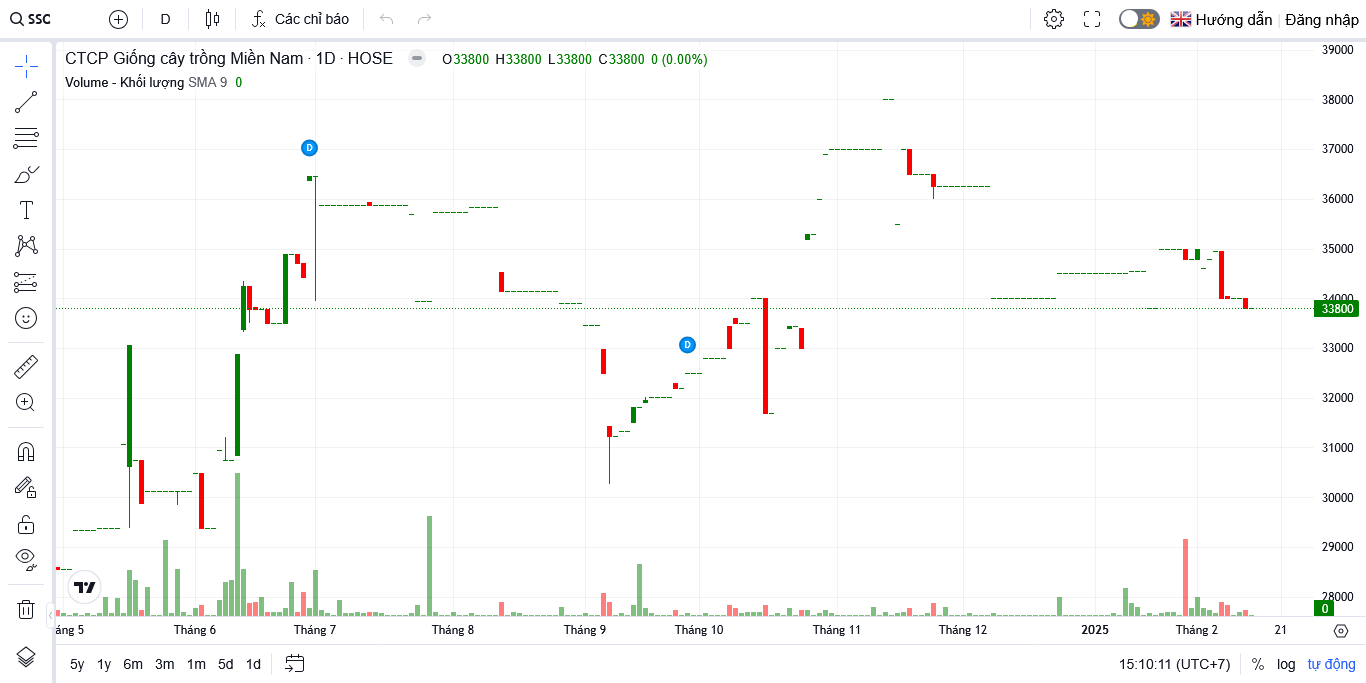 SSC D Các chỉ báo Hướng dẫn Đăng nhập
CTCP Giống cây trồng Miền Nam · 1D · HOSE O33800 H33800 L33800 C33800 0 (0.00%)
Volume - Khối lượng SMA 9 0
39000
38000
37000
36000
35000
34000
33800
33000
32000
31000
30000
29000
28000
0
D
D
áng 5 Tháng 6 Tháng 7 Tháng 8 Tháng 9 Tháng 10 Tháng 11 Tháng 12 2025 Tháng 2 21
5y 1y 6m 3m 1m 5d 1d 15:10:11 (UTC+7) % log tự động